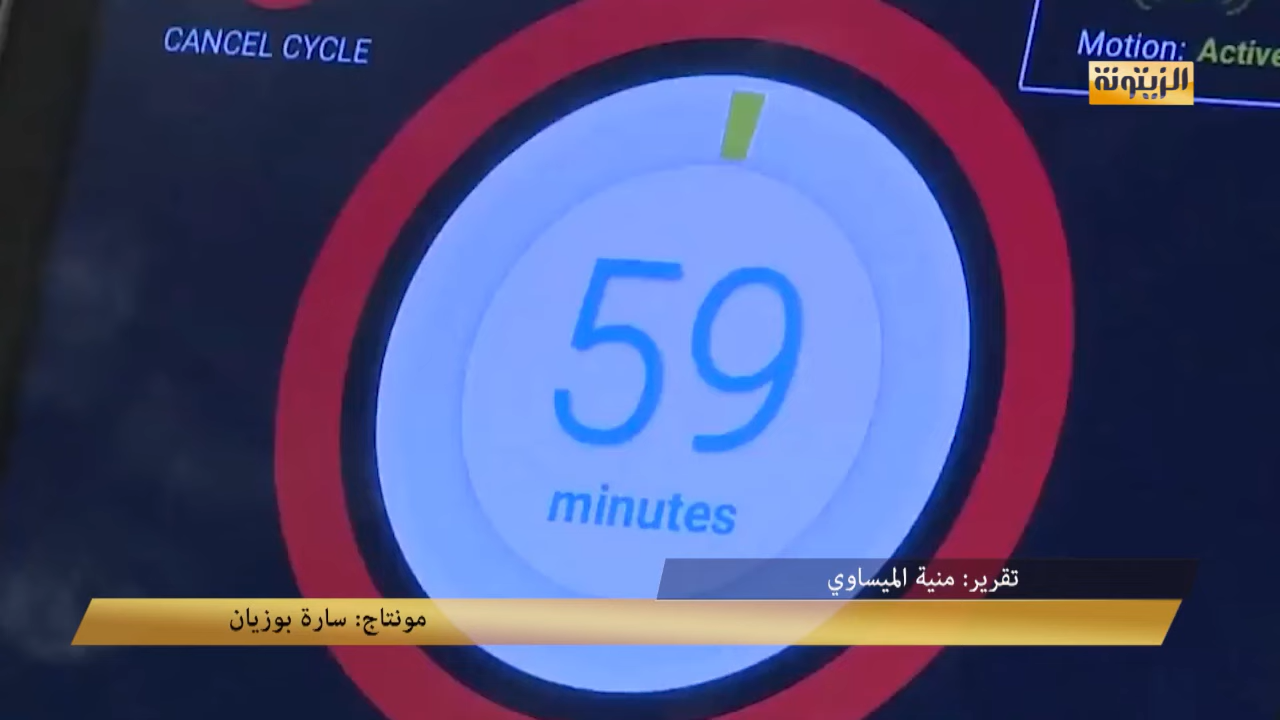 CANCEL CYCLE
Motion: Active
الزيتونة
59
minutes
تقرير: منية الميساوي
مونتاج: سارة بوزيان